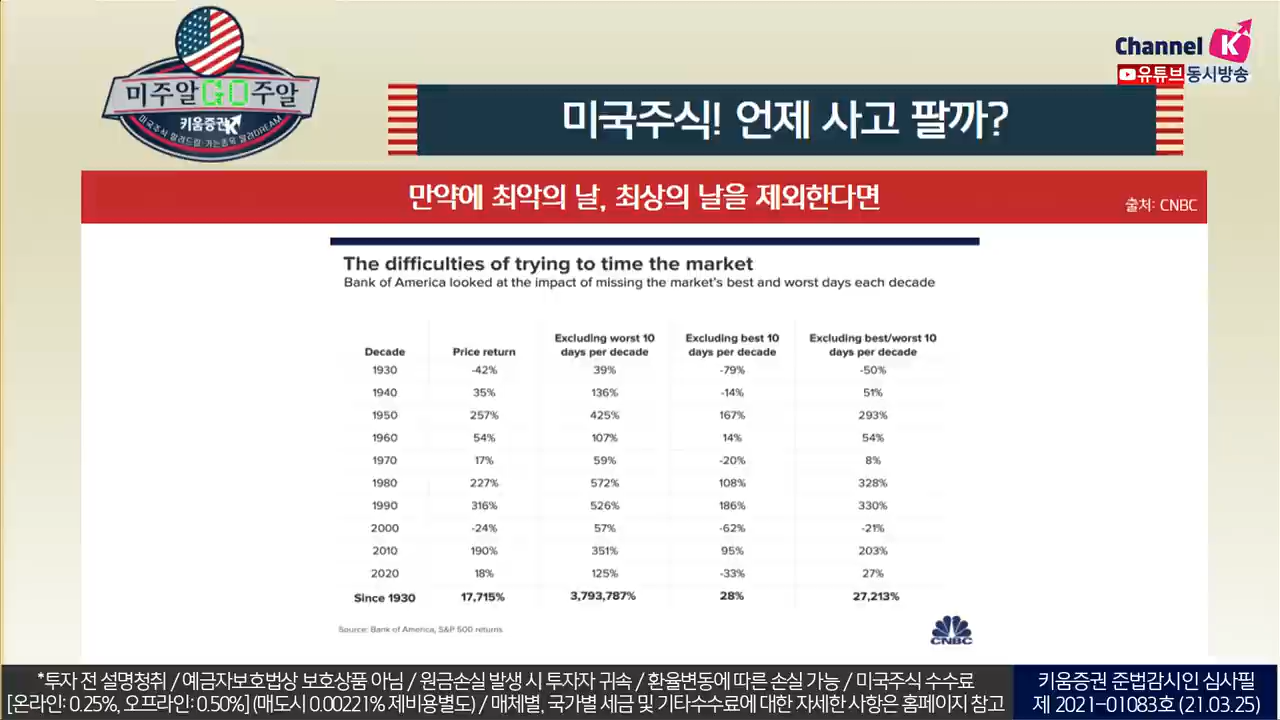 미주알GO주알
키움증권
Channel K
유튜브 동시방송
미국주식! 언제 사고 팔까?
만약에 최악의 날, 최상의 날을 제외한다면
출처: CNBC
The difficulties of trying to time the market
Bank of America looked at the impact of missing the market's best and worst days each decade
Decade Price return Excluding worst 10 days per decade Excluding best 10 days per decade Excluding best/worst 10 days per decade
1930 -42% 39% -79% -50%
1940 35% 136% -14% 51%
1950 257% 425% 167% 293%
1960 54% 107% 14% 54%
1970 17% 59% -20% 8%
1980 227% 572% 108% 328%
1990 316% 526% 186% 330%
2000 -24% 57% -62% -21%
2010 190% 351% 95% 203%
2020 18% 125% -33% 27%
Since 1930 17,715% 3,793,787% 28% 27,213%
Source: Bank of America, S&P 500 returns
CNBC
*투자 전 설명청취 / 예금자보호법상 보호상품 아님 / 원금손실 발생 시 투자자 귀속 / 환율변동에 따른 손실 가능 / 미국주식 수수료
[온라인: 0.25%, 오프라인: 0.50%] (매도시 0.00221% 제비용별도) / 매체별, 국가별 세금 및 기타수수료에 대한 자세한 사항은 홈페이지 참고
키움증권 준법감시인 심사필
제 2021-01083호 (21.03.25)